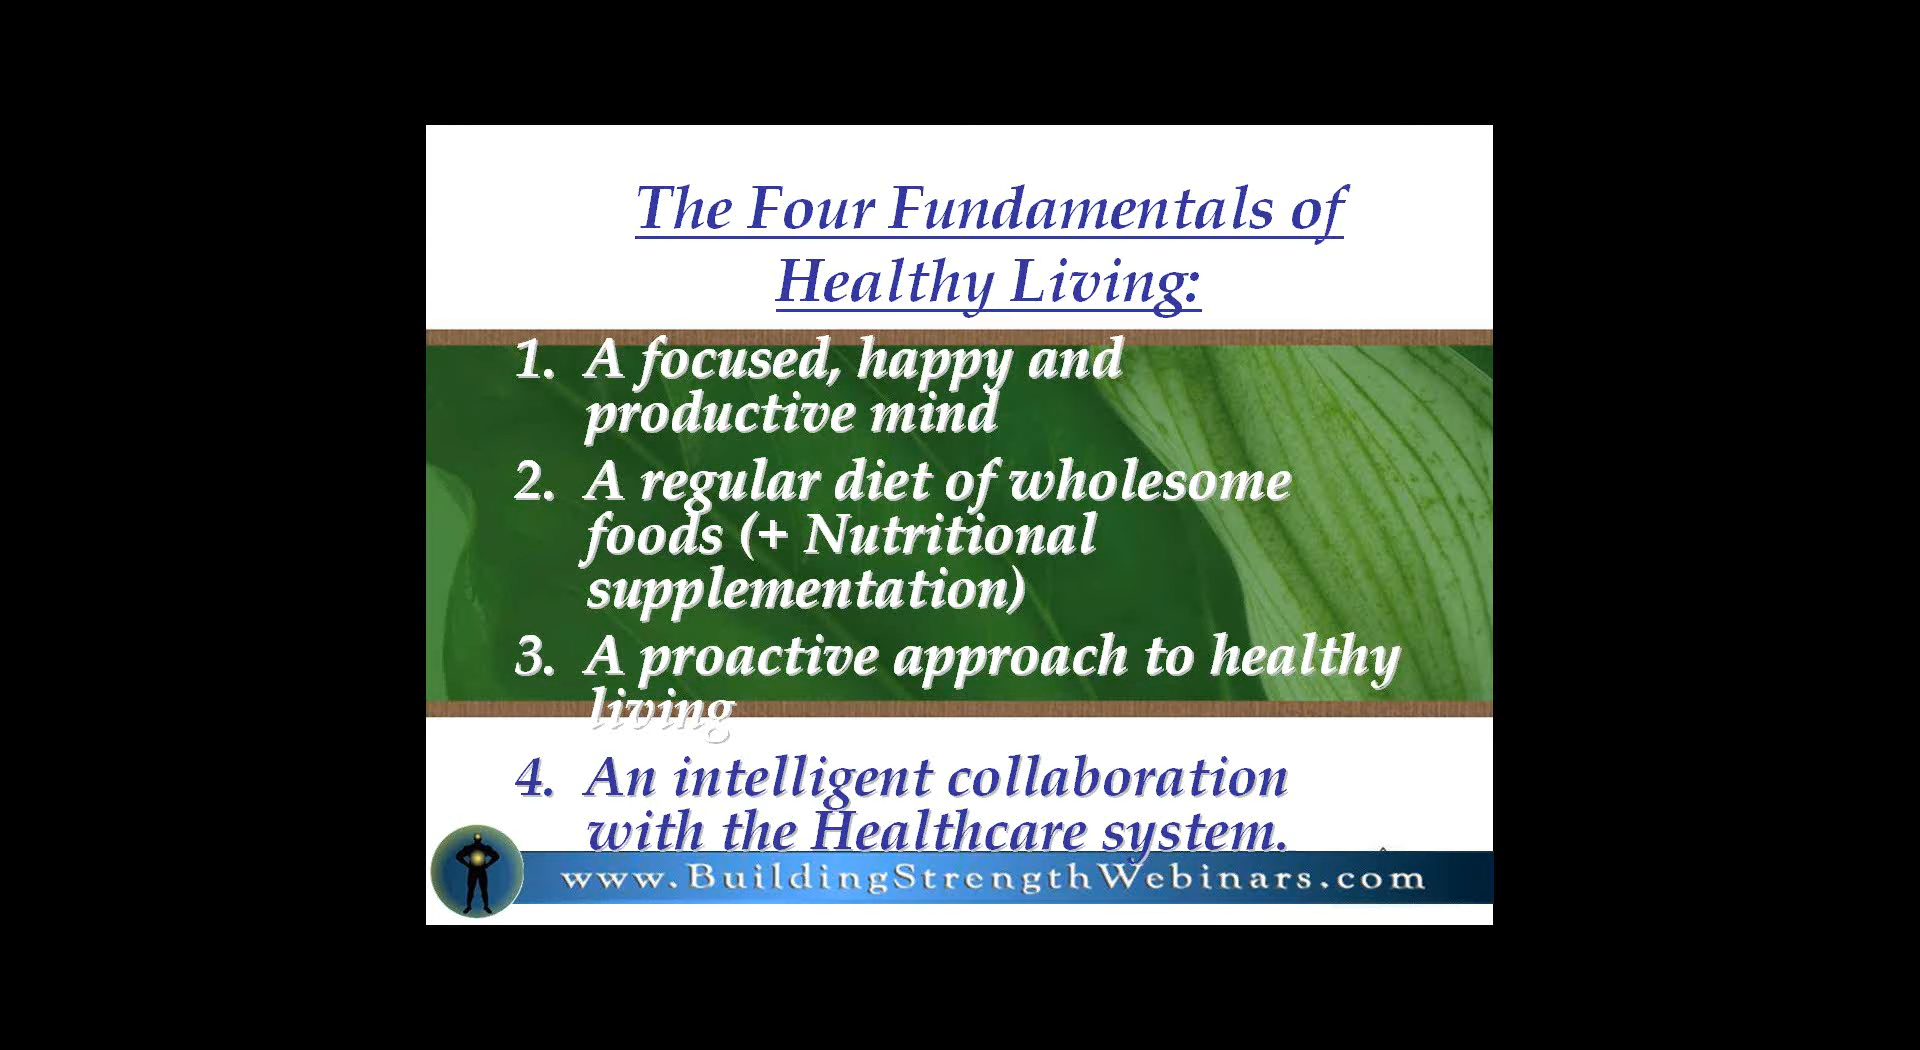 The Four Fundamentals of
Healthy Living:
1. A focused, happy and
productive mind
2. A regular diet of wholesome
foods (+ Nutritional
supplementation)
3. A proactive approach to healthy
living
4. An intelligent collaboration
with the Healthcare system.
www.BuildingStrengthWebinars.com